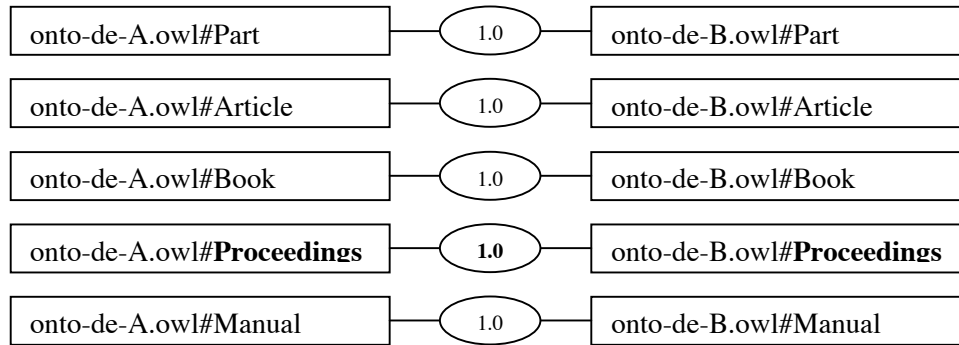 onto-de-A.owl#Part 1.0 onto-de-B.owl#Part
onto-de-A.owl#Article 1.0 onto-de-B.owl#Article
onto-de-A.owl#Book 1.0 onto-de-B.owl#Book
onto-de-A.owl#Proceedings 1.0 onto-de-B.owl#Proceedings
onto-de-A.owl#Manual 1.0 onto-de-B.owl#Manual